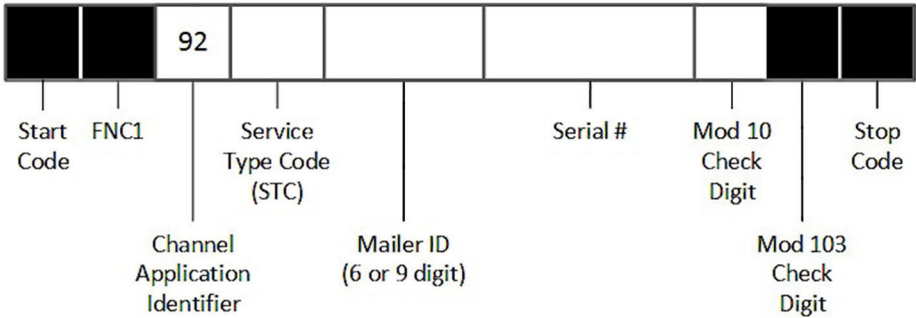 92
Start
Code
FNC1
Service
Type Code
(STC)
Serial #
Mod 10
Check
Digit
Stop
Code
Channel
Application
Identifier
Mailer ID
(6 or 9 digit)
Mod 103
Check
Digit